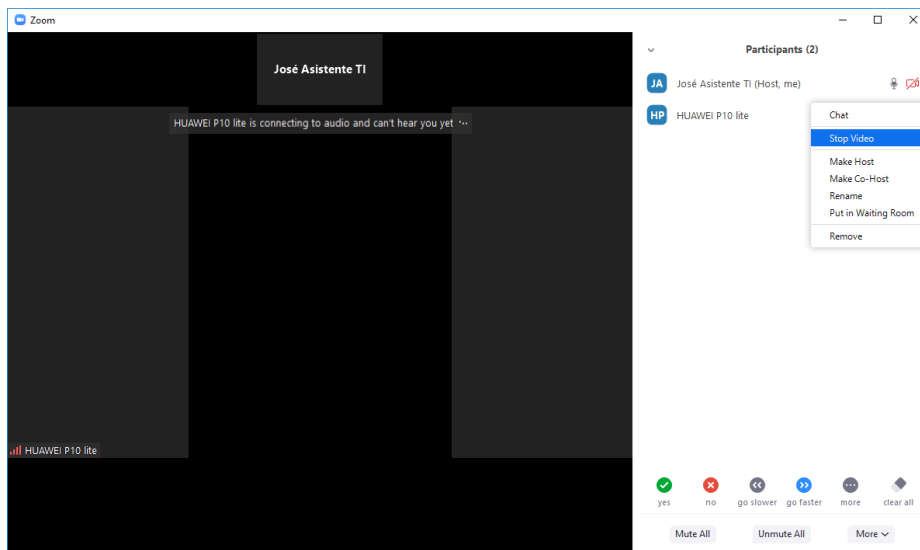 Zoom
José Asistente TI
HUAWEI P10 lite is connecting to audio and can't hear you yet ···
HUAWEI P10 lite
Participants (2)
JA José Asistente TI (Host, me)
HP HUAWEI P10 lite
Chat
Stop Video
Make Host
Make Co-Host
Rename
Put in Waiting Room
Remove
yes no go slower go faster more clear all
Mute All Unmute All More